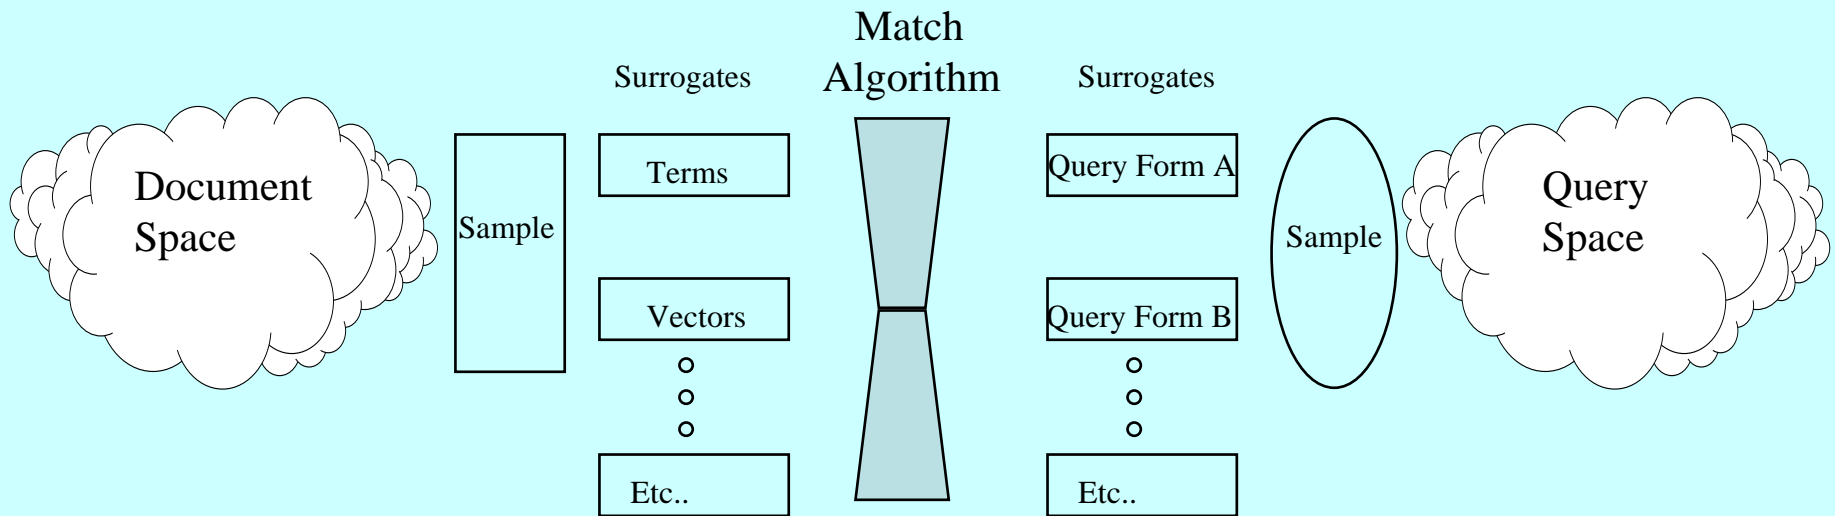 Match
Algorithm
Surrogates
Surrogates
Document
Space
Sample
Terms
Vectors
Etc..
Query Form A
Query Form B
Etc..
Sample
Query
Space